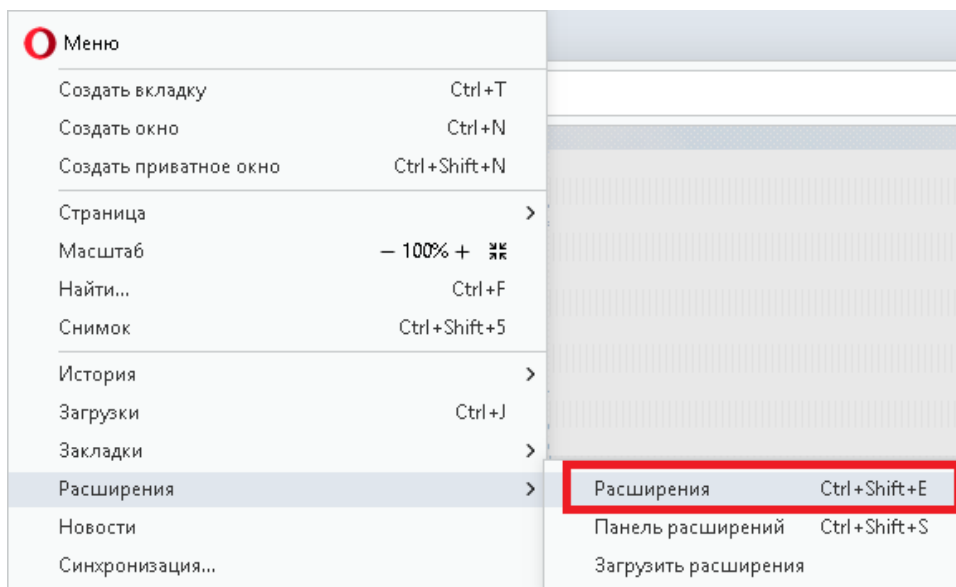 Меню
Создать вкладку Ctrl+T
Создать окно Ctrl+N
Создать приватное окно Ctrl+Shift+N
Страница
Масштаб – 100% +
Найти... Ctrl+F
Снимок Ctrl+Shift+5
История
Загрузки Ctrl+J
Закладки
Расширения
Расширения Ctrl+Shift+E
Новости
Панель расширений Ctrl+Shift+S
Синхронизация...
Загрузить расширения